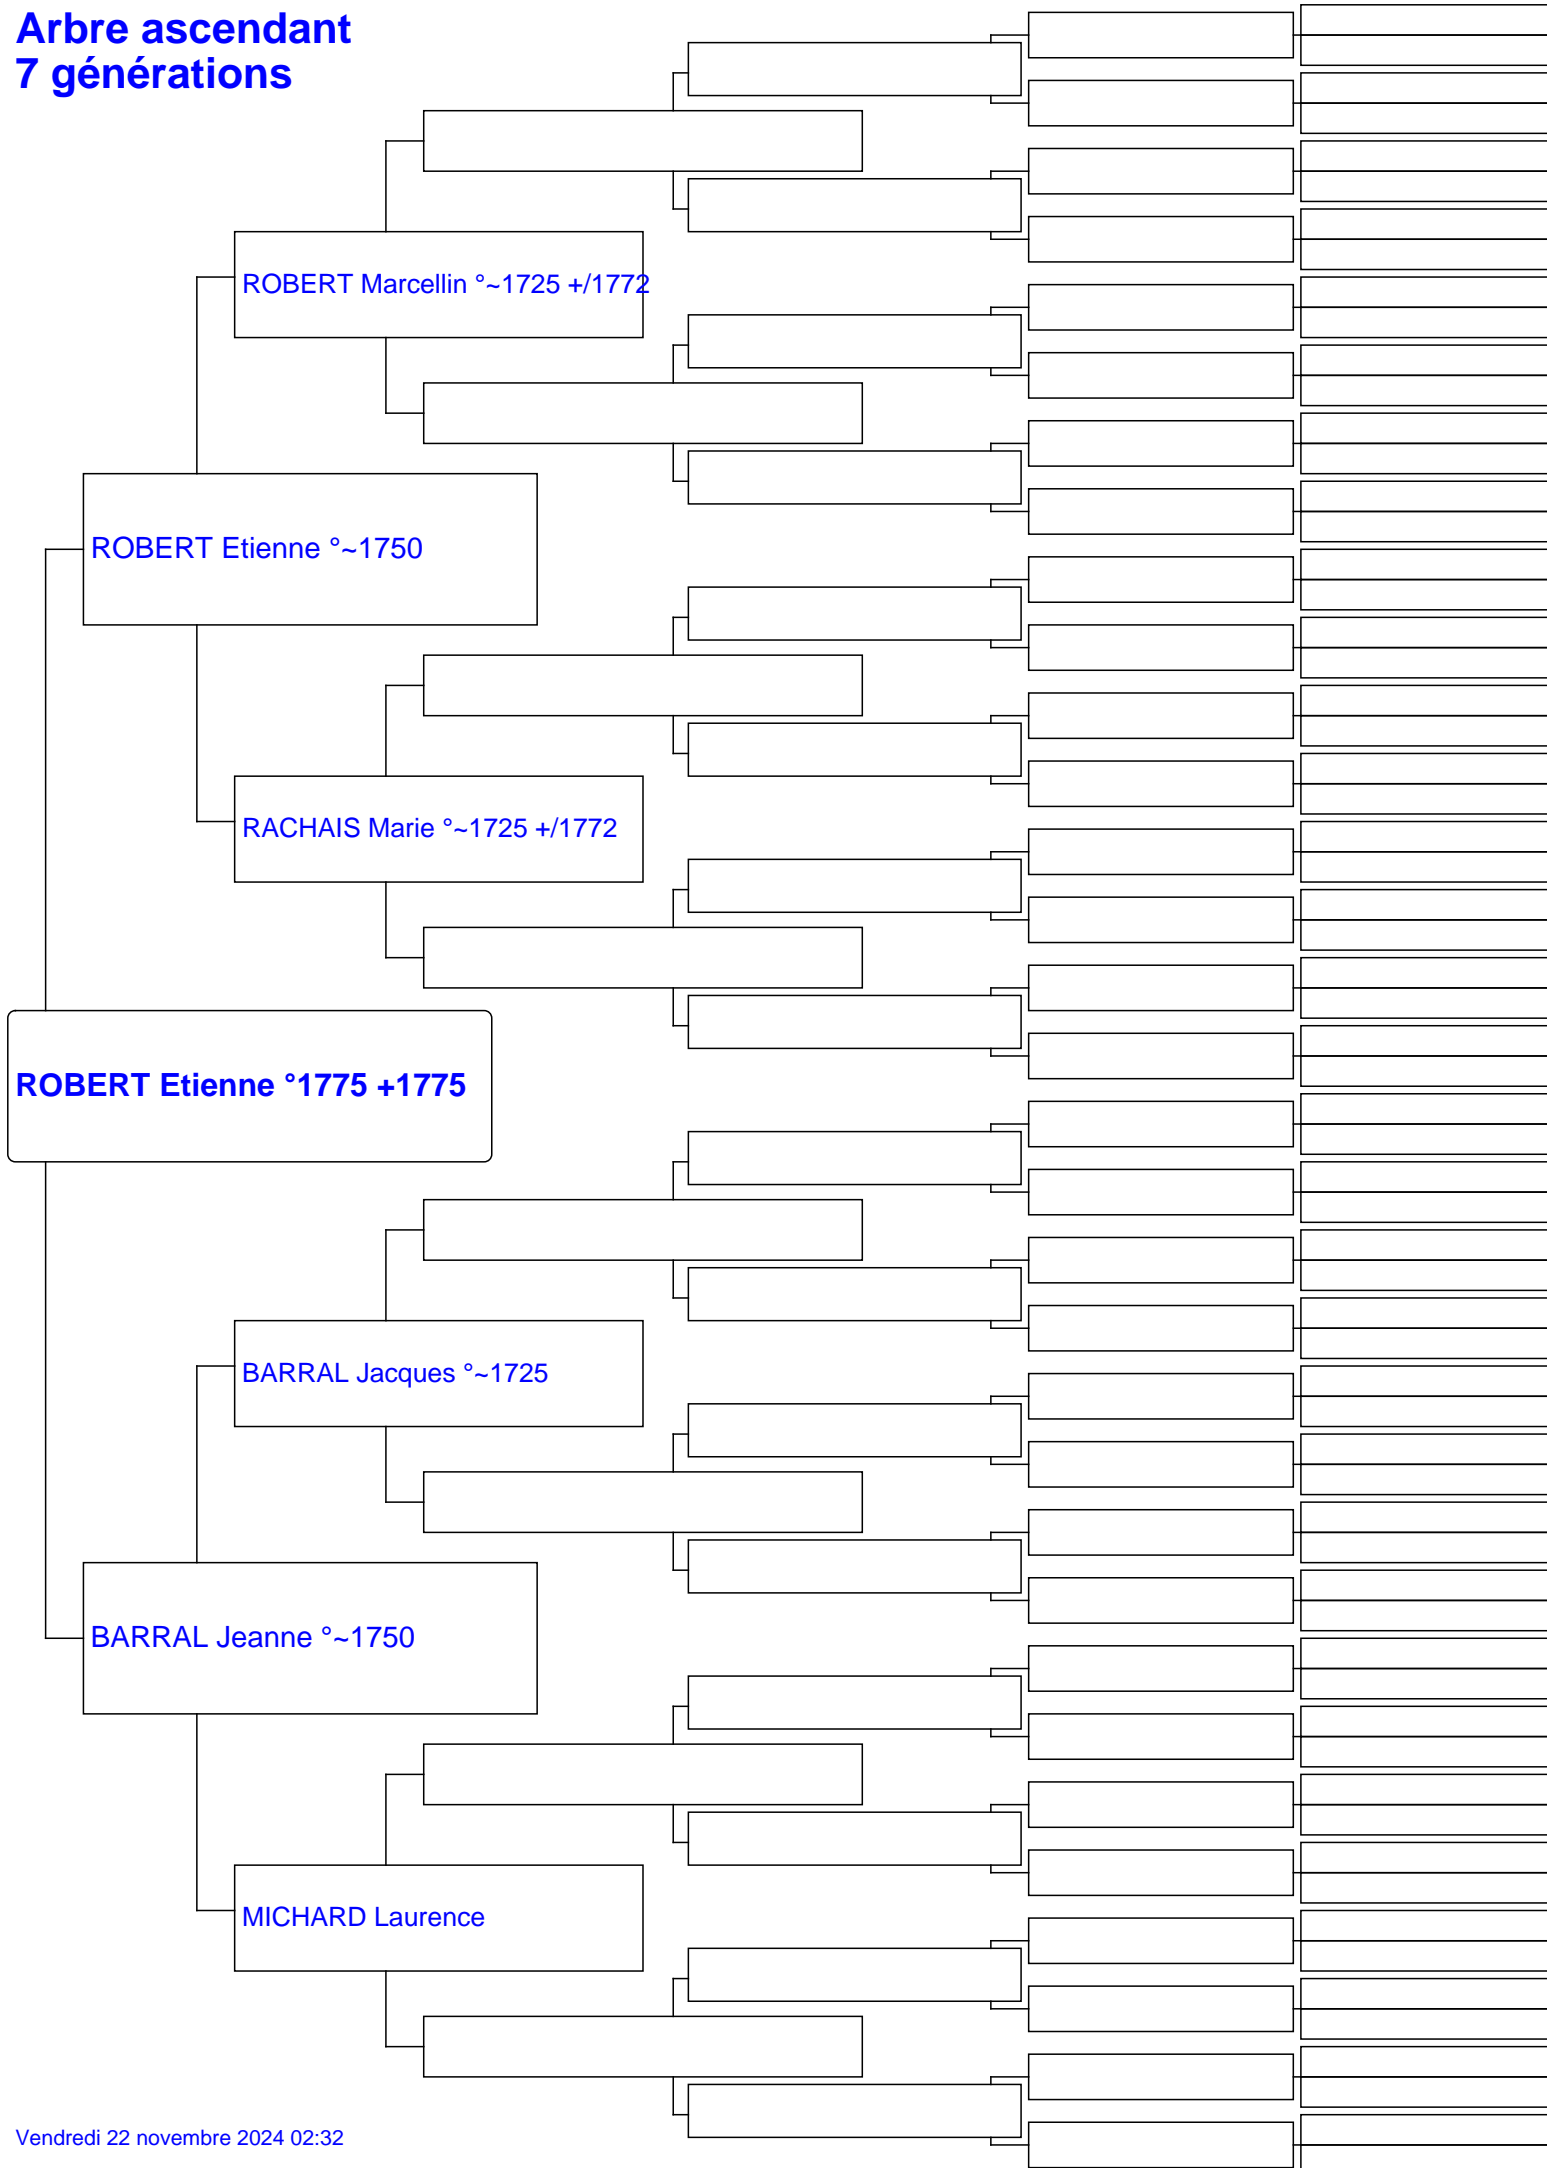 Arbre ascendant
7 générations
ROBERT Marcellin °~1725 +/1772
ROBERT Etienne °~1750
RACHAIS Marie °~1725 +/1772
ROBERT Etienne °1775 +1775
BARRAL Jacques °~1725
BARRAL Jeanne °~1750
MICHARD Laurence
Vendredi 22 novembre 2024 02:32